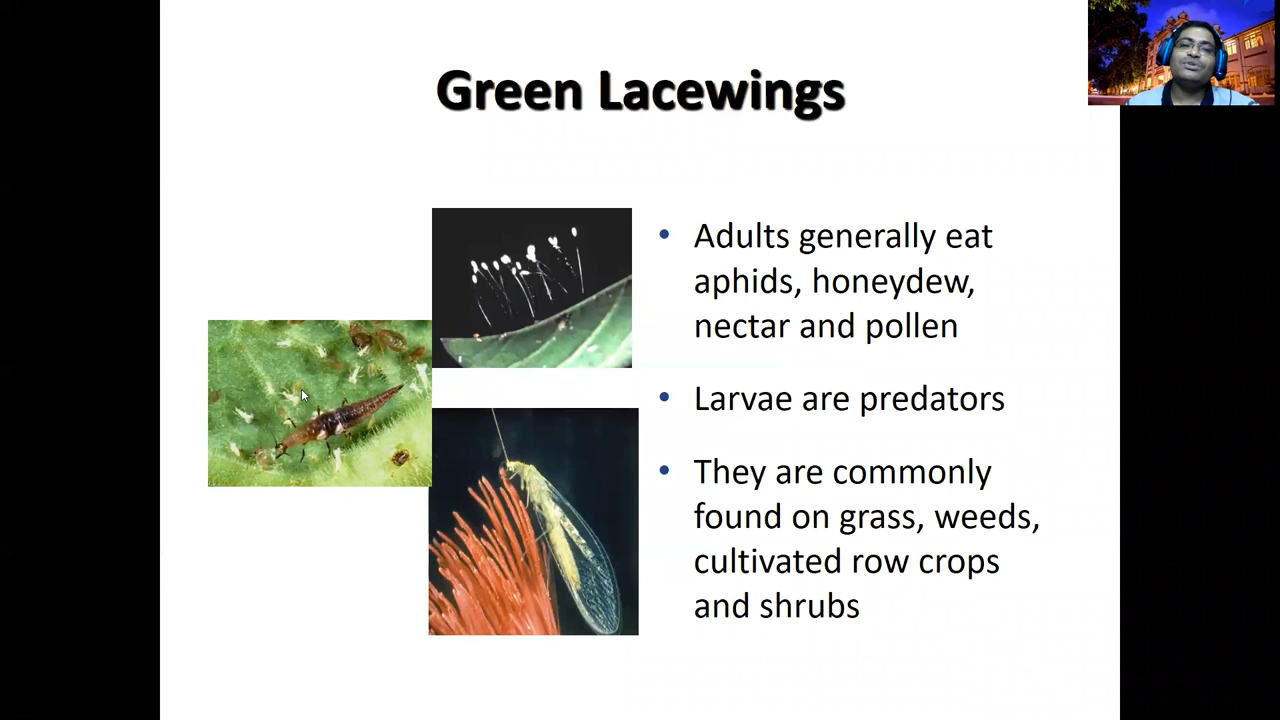 Green Lacewings
• Adults generally eat
aphids, honeydew,
nectar and pollen
• Larvae are predators
• They are commonly
found on grass, weeds,
cultivated row crops
and shrubs